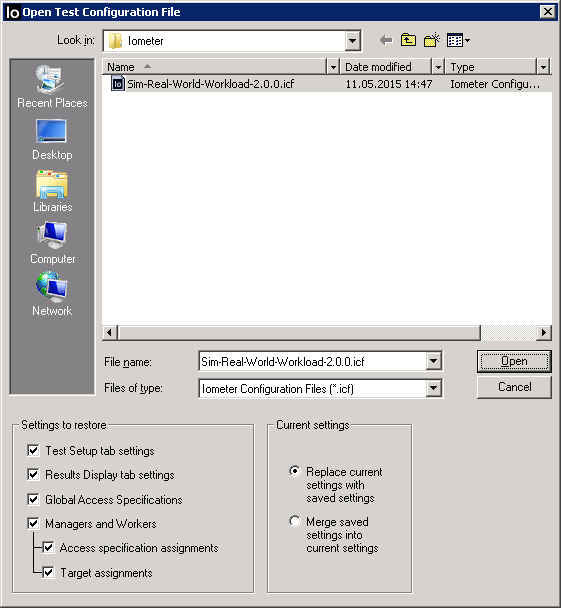 Io Open Test Configuration File
Look in: Iometer
Name Date modified Type
Io Sim-Real-World-Workload-2.0.0.icf 11.05.2015 14:47 Iometer Configu...
Recent Places
Desktop
Libraries
Computer
Network
File name: Sim-Real-World-Workload-2.0.0.icf Open
Files of type: Iometer Configuration Files (*.icf) Cancel
Settings to restore
Test Setup tab settings
Results Display tab settings
Global Access Specifications
Managers and Workers
Access specification assignments
Target assignments
Current settings
Replace current
settings with
saved settings
Merge saved
settings into
current settings